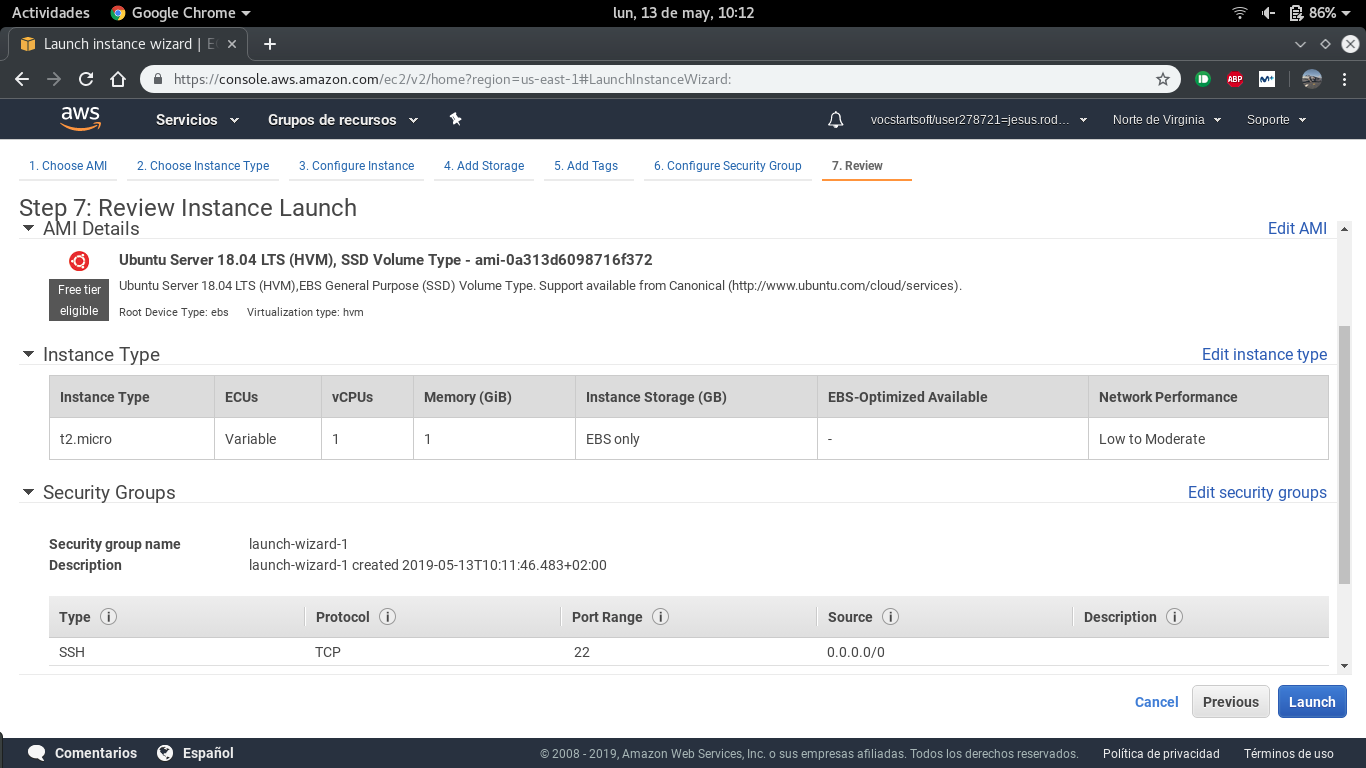 Actividades Google Chrome lun, 13 de may, 10:12 86%
Launch instance wizard | E
https://console.aws.amazon.com/ec2/v2/home?region=us-east-1#LaunchInstanceWizard:
ABP
aws Servicios Grupos de recursos vocstartsoft/user278721=jesus.rod... Norte de Virginia Soporte
1. Choose AMI 2. Choose Instance Type 3. Configure Instance 4. Add Storage 5. Add Tags 6. Configure Security Group 7. Review
Step 7: Review Instance Launch
AMI Details Edit AMI
Ubuntu Server 18.04 LTS (HVM), SSD Volume Type - ami-0a313d6098716f372
Free tier eligible
Ubuntu Server 18.04 LTS (HVM),EBS General Purpose (SSD) Volume Type. Support available from Canonical (http://www.ubuntu.com/cloud/services).
Root Device Type: ebs Virtualization type: hvm
Instance Type Edit instance type
Instance Type ECUs vCPUs Memory (GiB) Instance Storage (GB) EBS-Optimized Available Network Performance
t2.micro Variable 1 1 EBS only - Low to Moderate
Security Groups Edit security groups
Security group name launch-wizard-1
Description launch-wizard-1 created 2019-05-13T10:11:46.483+02:00
Type Protocol Port Range Source Description
SSH TCP 22 0.0.0.0/0
Cancel Previous Launch
Comentarios Español © 2008 - 2019, Amazon Web Services, Inc. o sus empresas afiliadas. Todos los derechos reservados. Política de privacidad Términos de uso